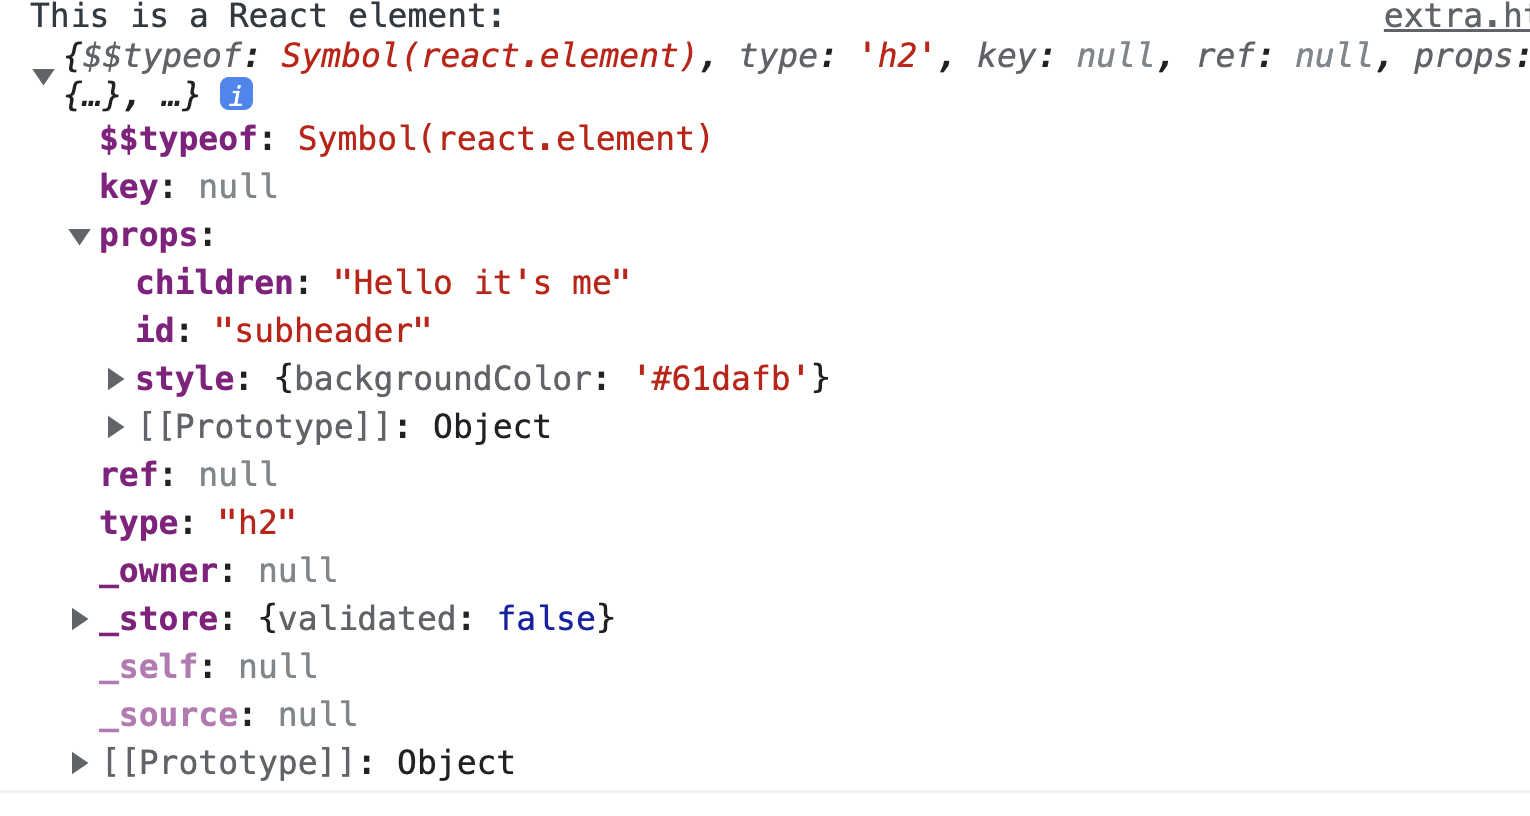 This is a React element:
extra.ht
{$$typeof: Symbol(react.element), type: 'h2', key: null, ref: null, props:
{…}, …} i
$$typeof: Symbol(react.element)
key: null
props:
children: "Hello it's me"
id: "subheader"
style: {backgroundColor: '#61dafb'}
[[Prototype]]: Object
ref: null
type: "h2"
_owner: null
_store: {validated: false}
_self: null
_source: null
[[Prototype]]: Object